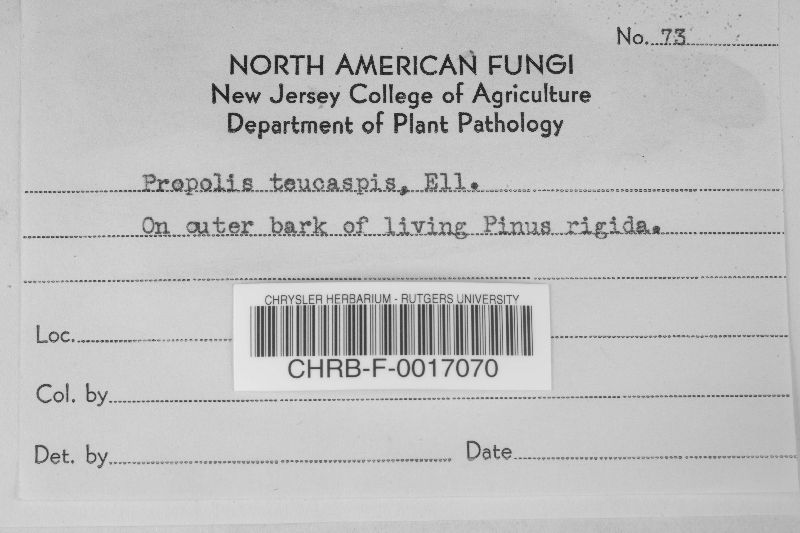 No. 73
NORTH AMERICAN FUNGI
New Jersey College of Agriculture
Department of Plant Pathology
Propolis teucaspis, Ell.
On outer bark of living Pinus rigida.
CHRYSLER HERBARIUM - RUTGERS UNIVERSITY
CHRB-F-0017070
Loc.
Col. by
Det. by
Date